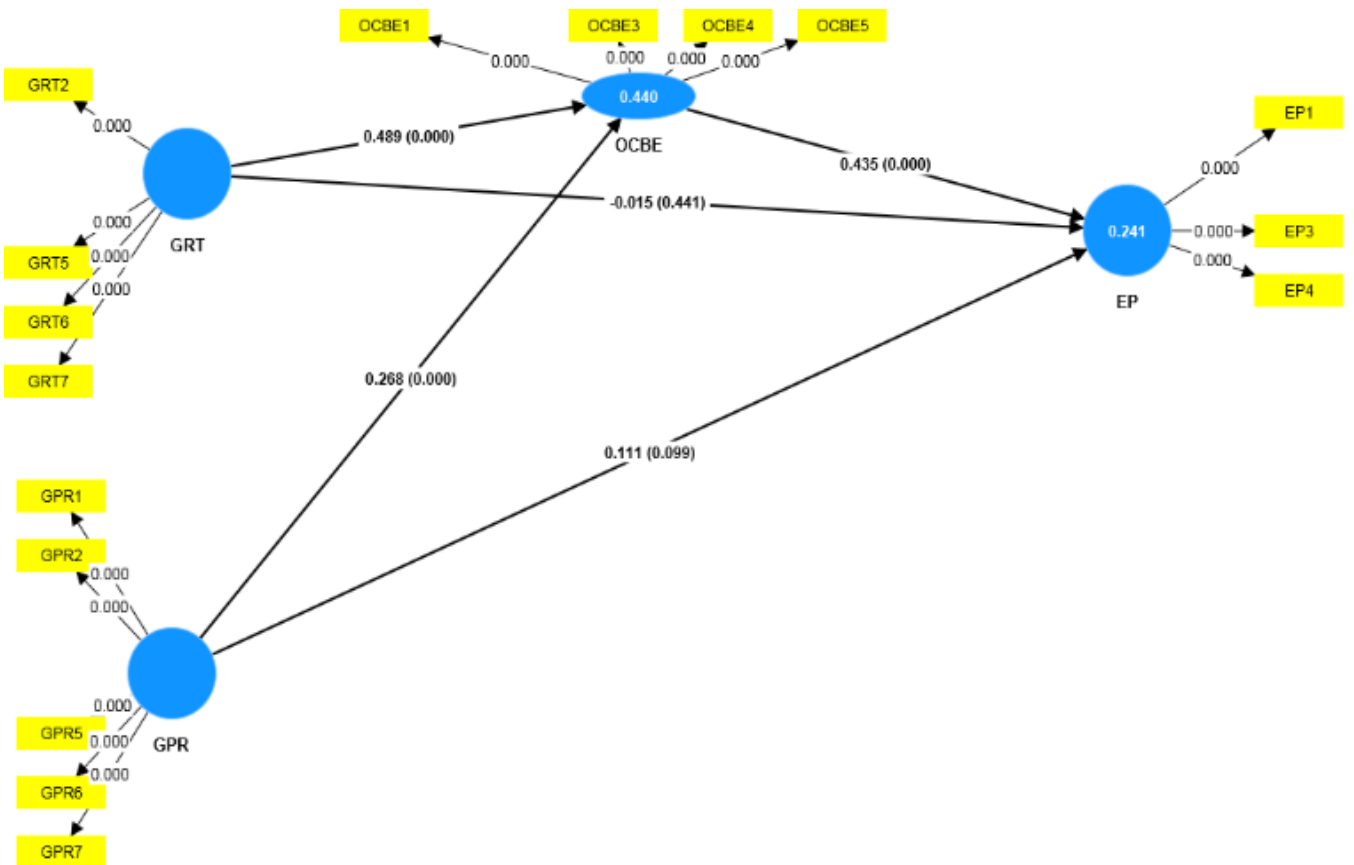 OCBE1
OCBE3
OCBE4
OCBE5
0.000
0.000
0.000
0.000
GRT2
0.000
0.440
OCBE
EP1
0.489 (0.000)
0.435 (0.000)
0.000
-0.015 (0.441)
0.000
GRT
0.241
0.000
EP3
GRT5
0.000
0.000
EP4
0.000
EP
GRT6
GRT7
0.268 (0.000)
0.111 (0.099)
GPR1
GPR2
0.000
0.000
0.000
GPR5
0.000
GPR
0.000
GPR6
GPR7